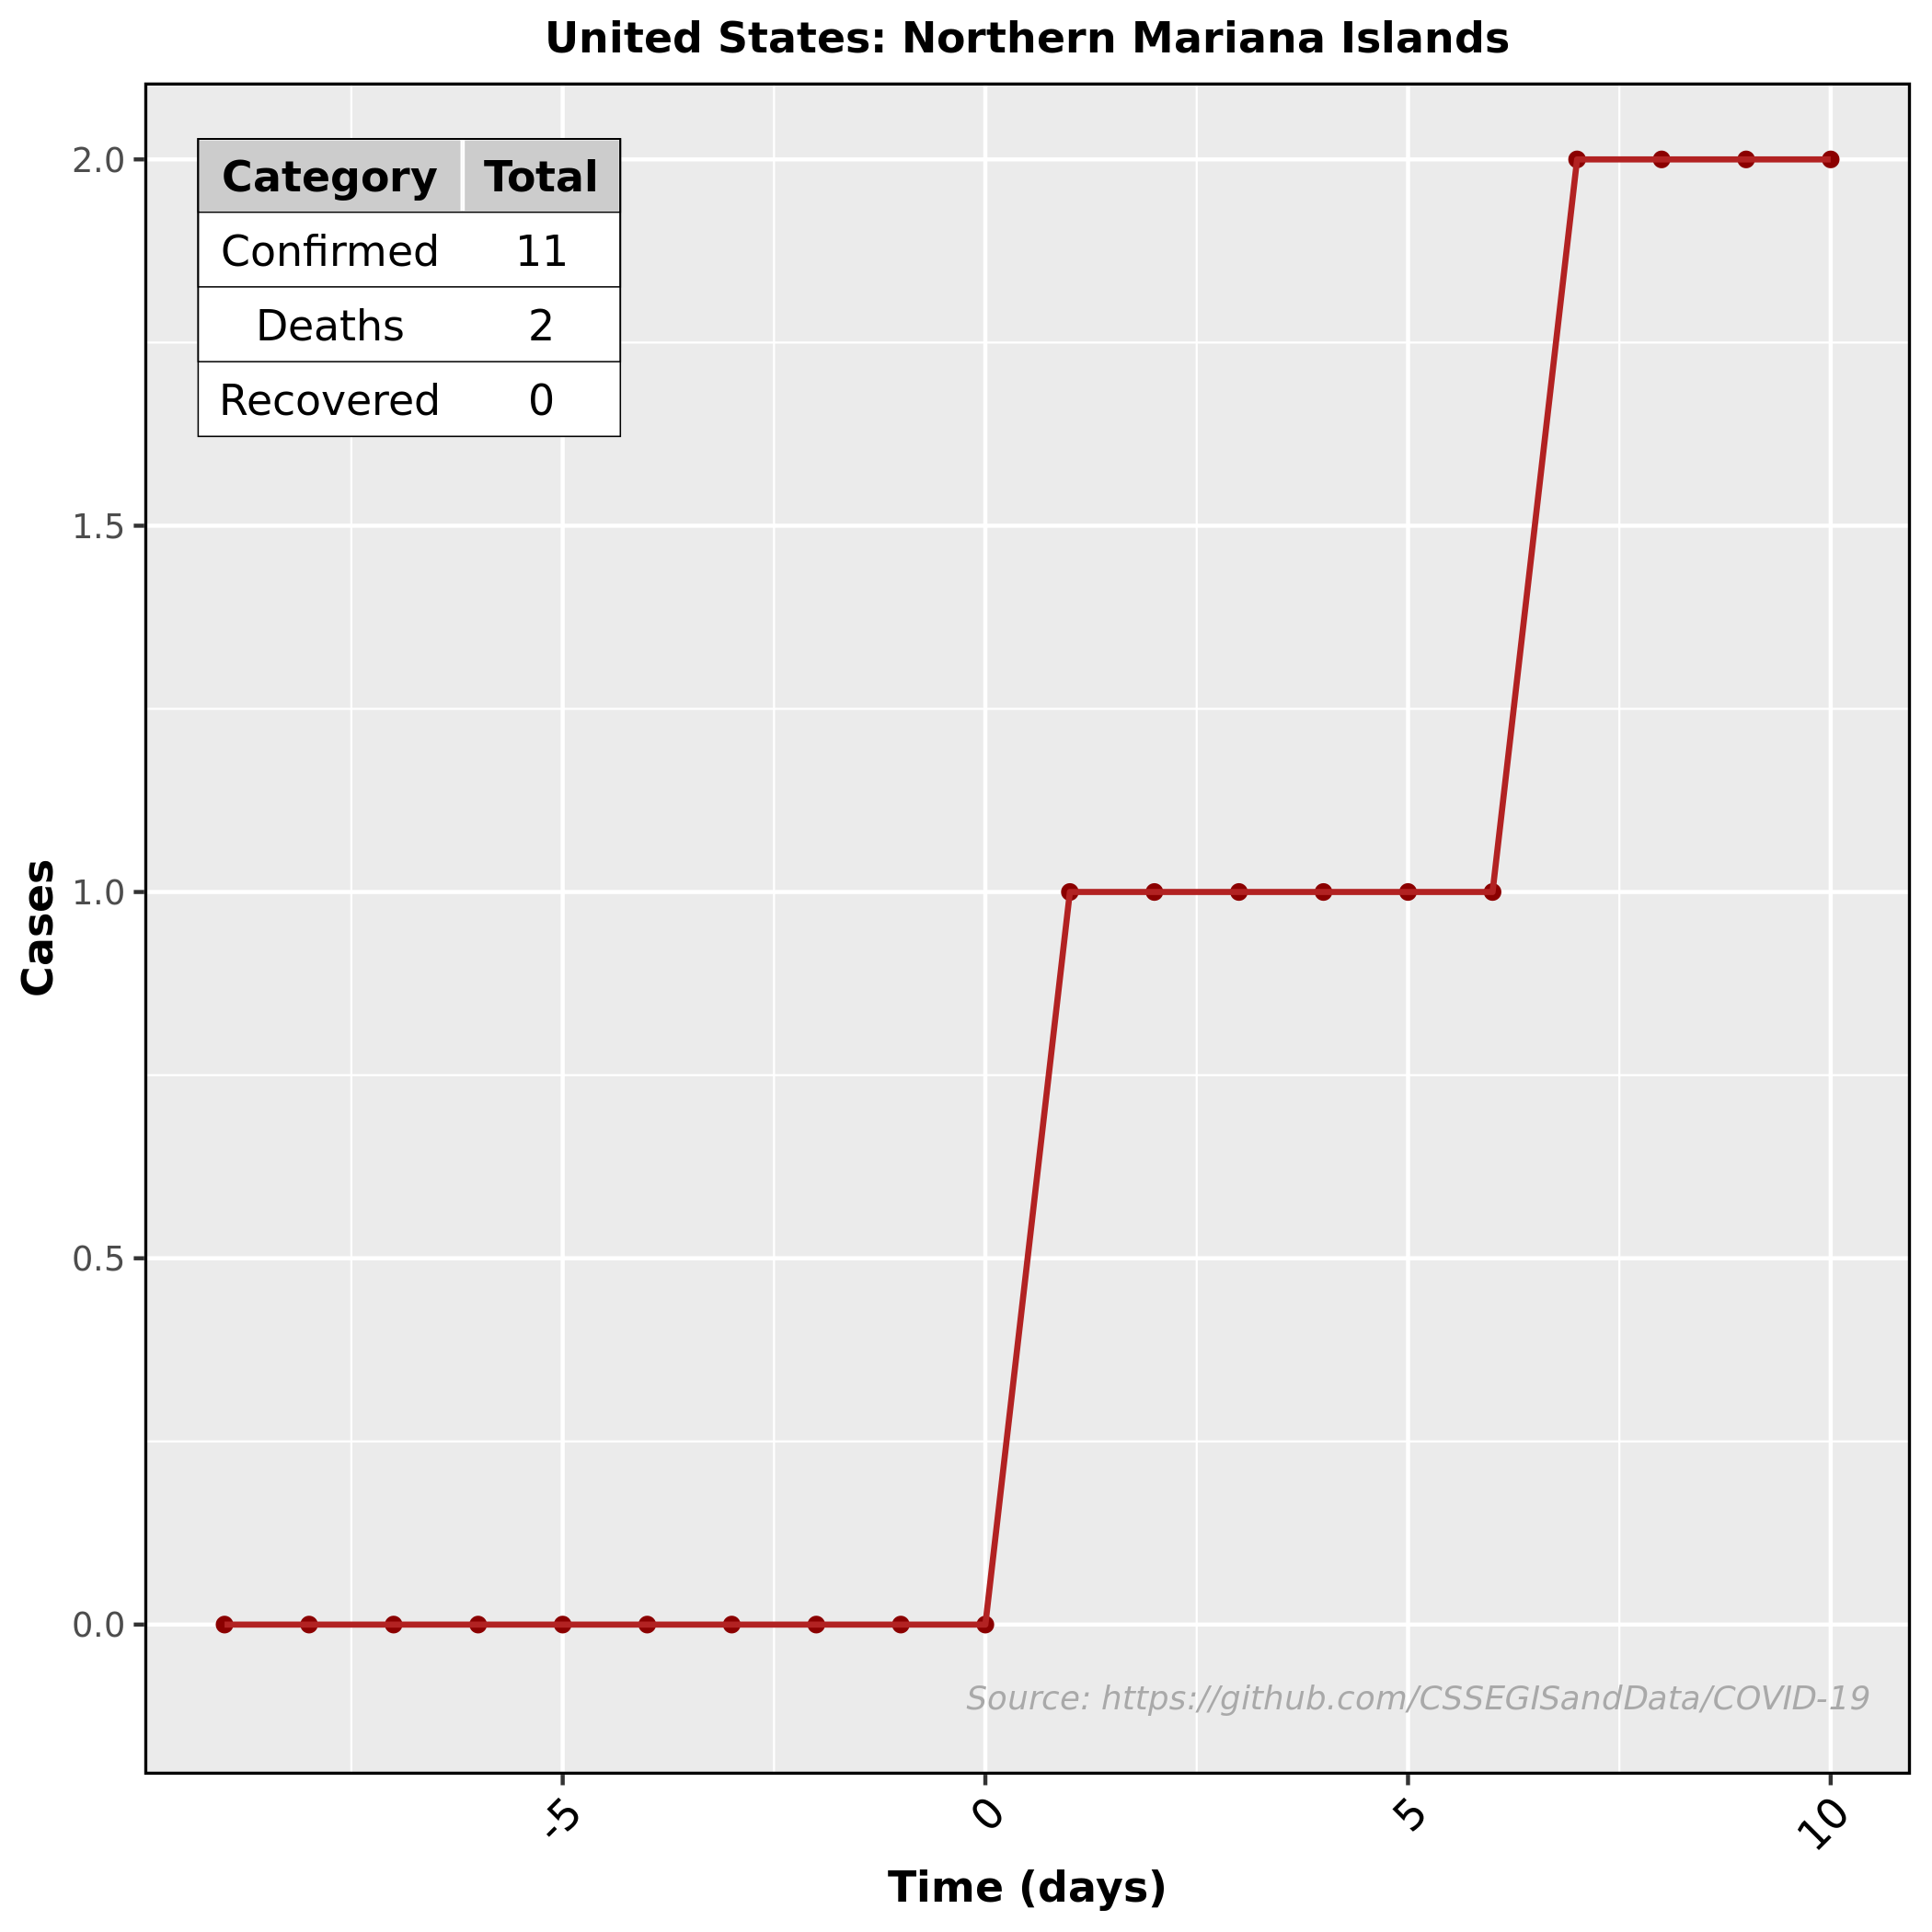 United States: Northern Mariana Islands
Category Total
Confirmed 11
Deaths 2
Recovered 0
2.0
1.5
1.0
0.5
0.0
Cases
Source: https://github.com/CSSEGISandData/COVID-19
-5 0 5 10
Time (days)